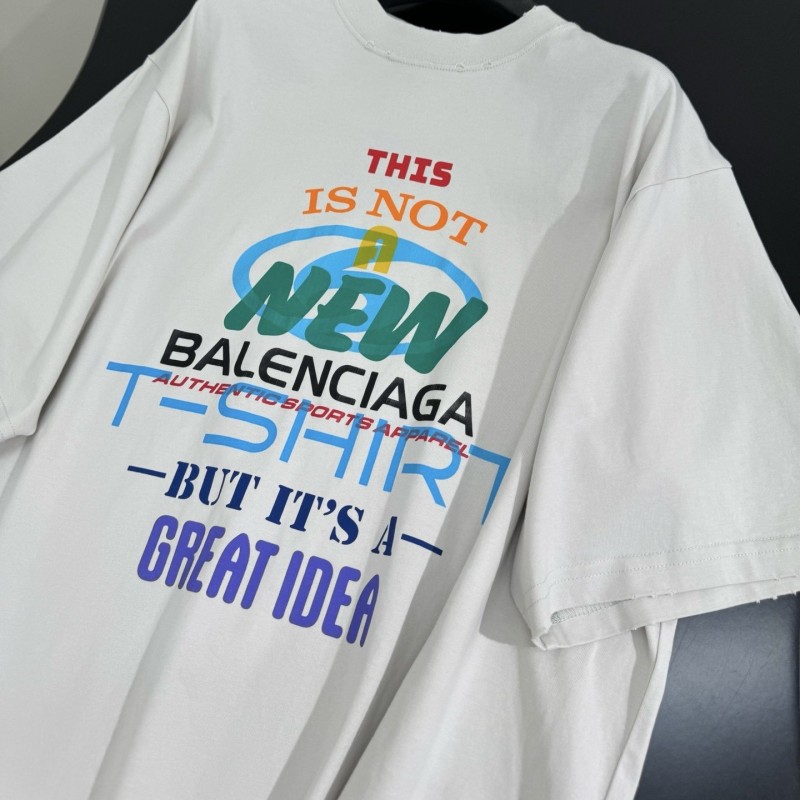 THIS
IS NOT
A
NEW
BALENCIAGA
AUTHENTIC SPORTS APPAREL
T-SHIRT
—BUT IT'S A—
GREAT IDEA